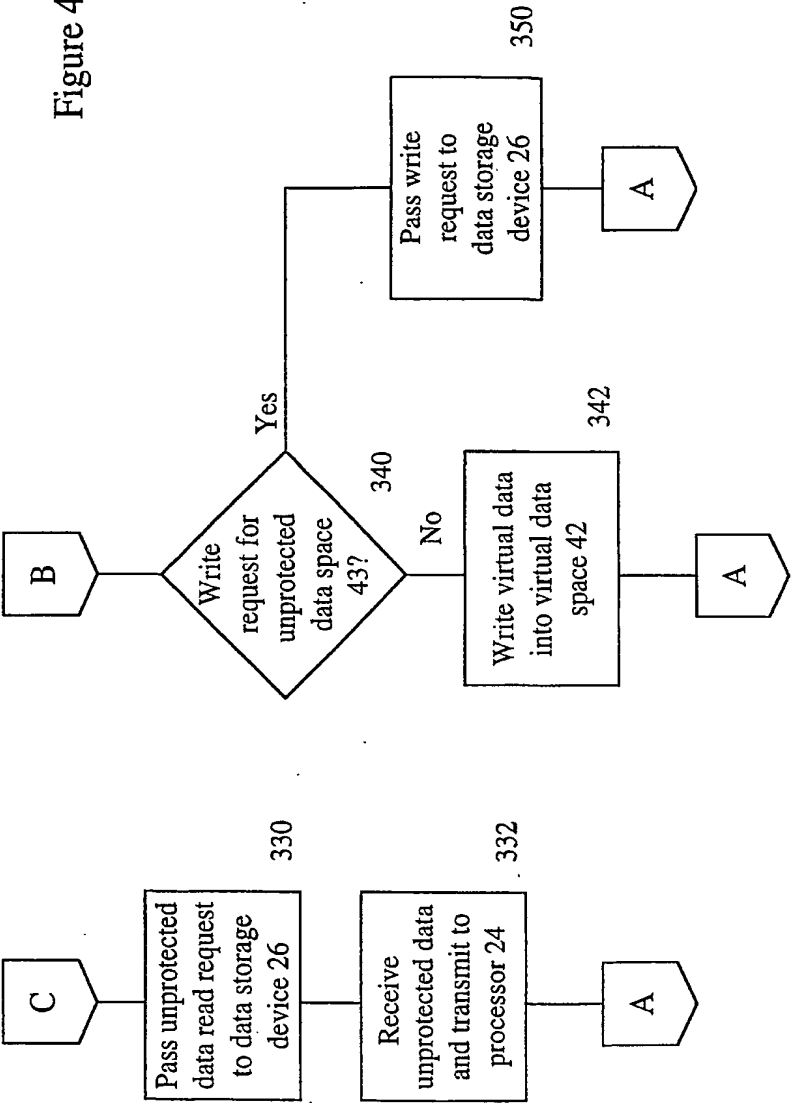 Figure 4
C
Pass unprotected
data read request
to data storage
device 26
330
Receive
unprotected data
and transmit to
processor 24
332
A
B
Write
request for
unprotected
data space
43?
340
Yes
No
Write virtual data
into virtual data
space 42
342
A
Pass write
request to
data storage
device 26
350
A